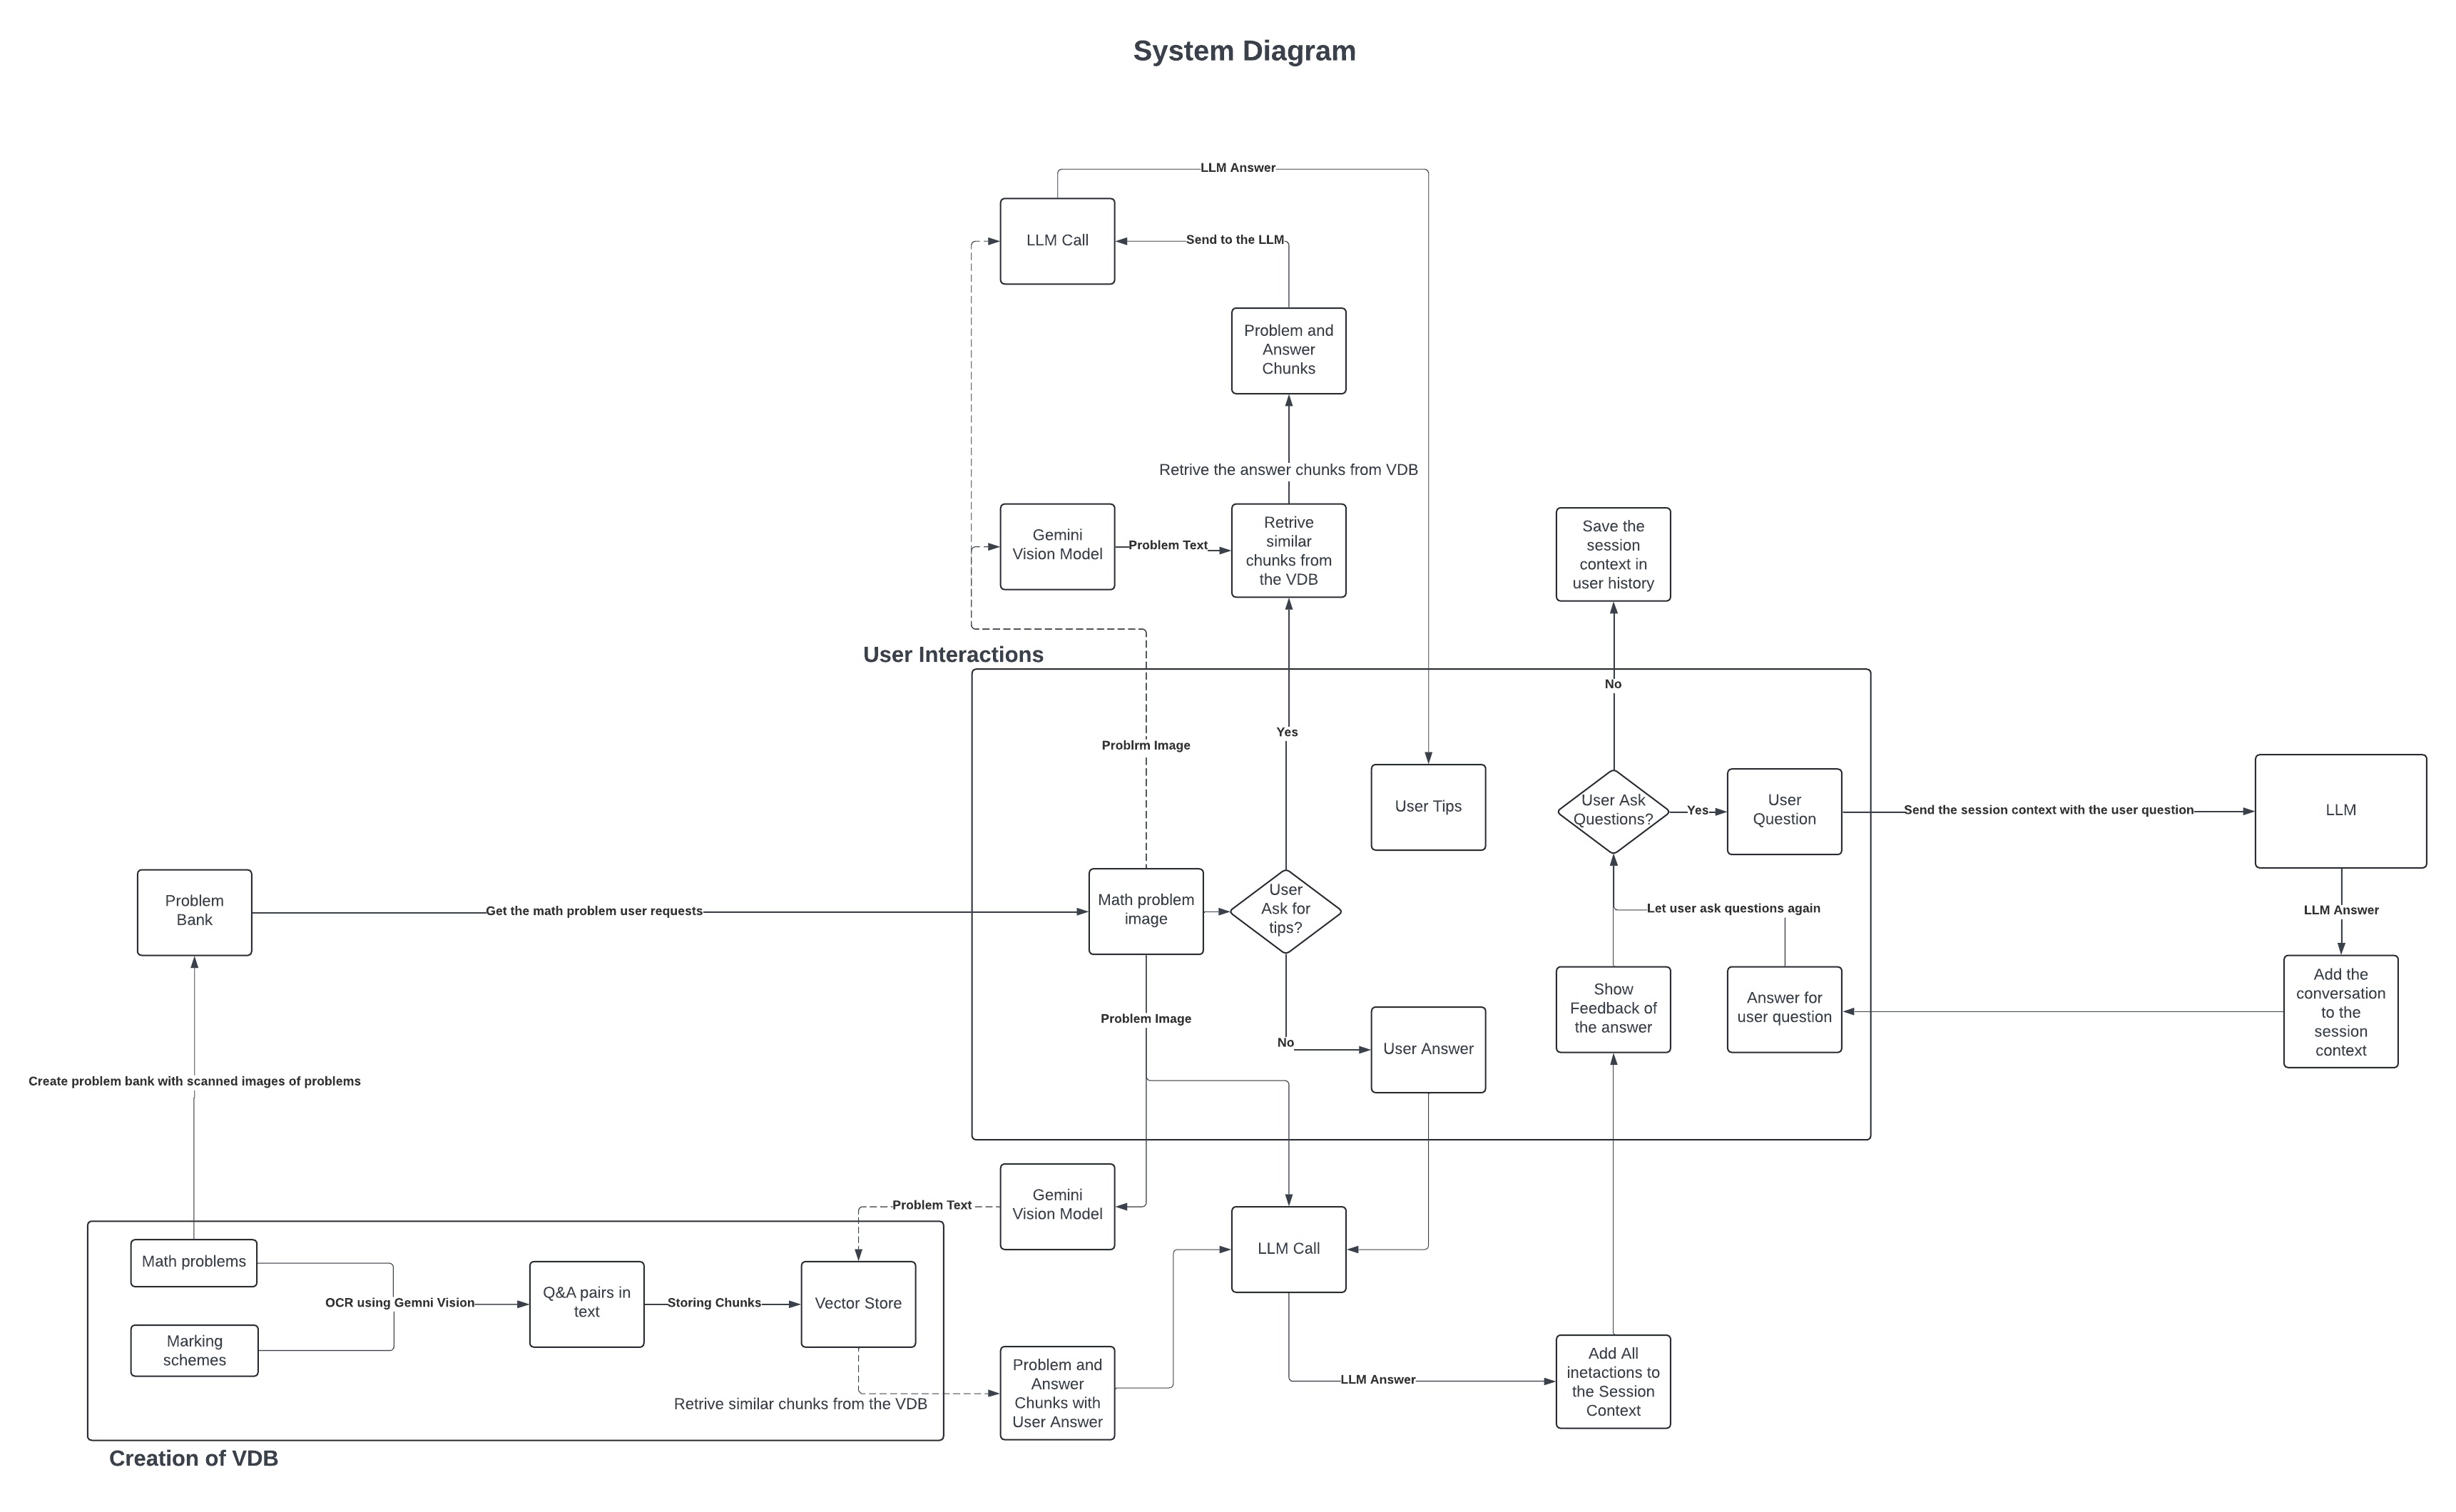 System Diagram
LLM Answer
LLM Call
Send to the LLM
Problem and
Answer
Chunks
Retrive the answer chunks from VDB
Gemini
Vision Model
Problem Text
Retrive
similar
chunks from
the VDB
Save the
session
context in
user history
User Interactions
No
Yes
Problrm Image
User Tips
User Ask
Questions?
Yes
User
Question
Send the session context with the user question
LLM
Problem
Bank
Get the math problem user requests
Math problem
image
User
Ask for
tips?
Let user ask questions again
LLM Answer
Show
Feedback of
the answer
Answer for
user question
Add the
conversation
to the
session
context
Problem Image
No
User Answer
Create problem bank with scanned images of problems
Gemini
Vision Model
Problem Text
LLM Call
Math problems
OCR using Gemni Vision
Q&A pairs in
text
Storing Chunks
Vector Store
Marking
schemes
Problem and
Answer
Chunks with
User Answer
LLM Answer
Add All
inetactions to
the Session
Context
Retrive similar chunks from the VDB
Creation of VDB